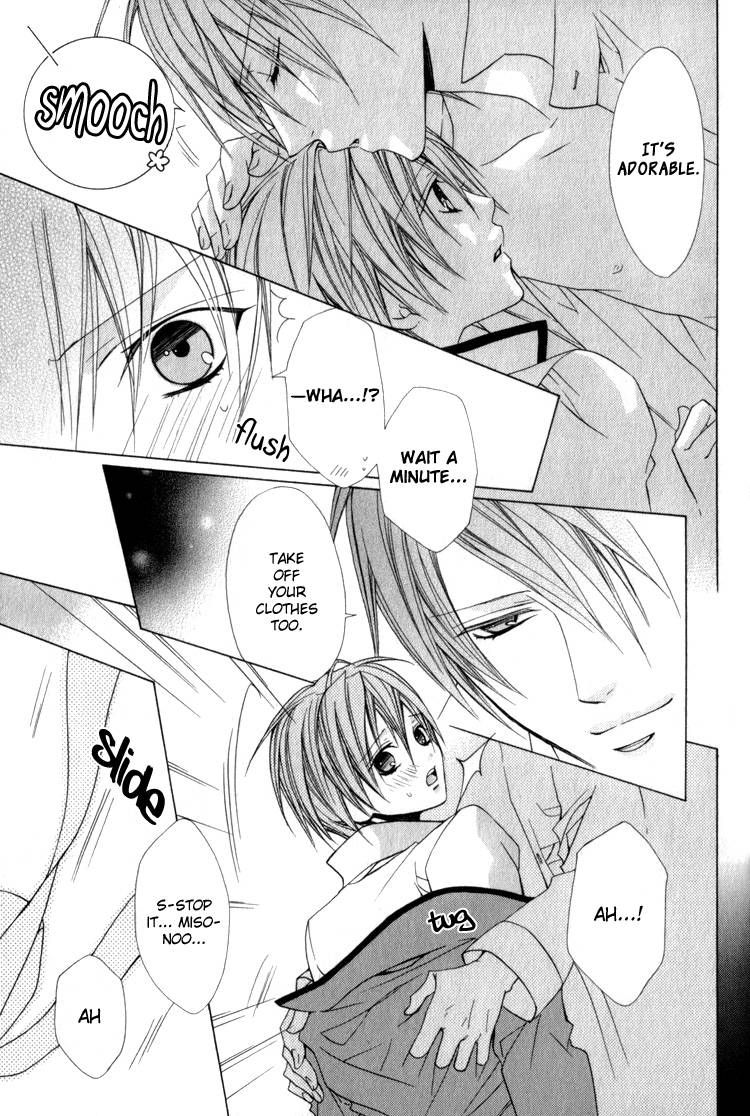 IT'S
ADORABLE.
smooch
—WHA...!?
WAIT A
MINUTE...
flush
TAKE
OFF
YOUR
CLOTHES
TOO.
AH...!
tug
slide
S-STOP
IT... MISO-
NOO...
AH